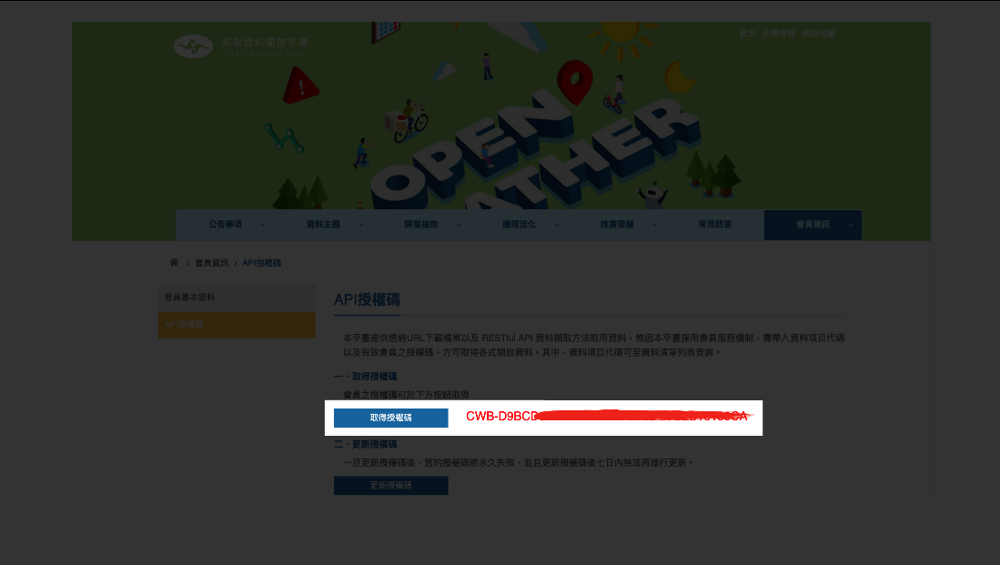 氣象資料開放平臺
OPEN WEATHER DATA
登出 民意信箱 網站地圖
OPEN
WEATHER
公告事項 資料主題 開發指南 應用活化 推廣發展 常見問答 會員資訊
會員資訊 > API授權碼
會員基本資料
API授權碼
API授權碼
本平臺提供透過URL下載檔案以及 RESTful API 資料擷取方法取用資料，惟因本平臺採用會員服務機制，需帶入資料項目代碼
以及有效會員之授權碼，方可取得各式開放資料。其中，資料項目代碼可至資料清單列表查詢。
一、取得授權碼
會員之授權碼可於下方按鈕取得
取得授權碼 CWB-D9BCD
二、更新授權碼
一旦更新授權碼後，舊的授權碼將永久失效，並且更新授權碼後七日內無法再進行更新。
更新授權碼